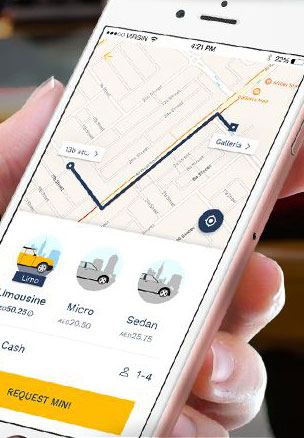 VIRGIN
4:21 PM
22%
13b str.. >
Galleria >
Limo
Limousine
AED50.25
Micro
AED20.50
Sedan
AED25.75
Cash
1-4
REQUEST MINI